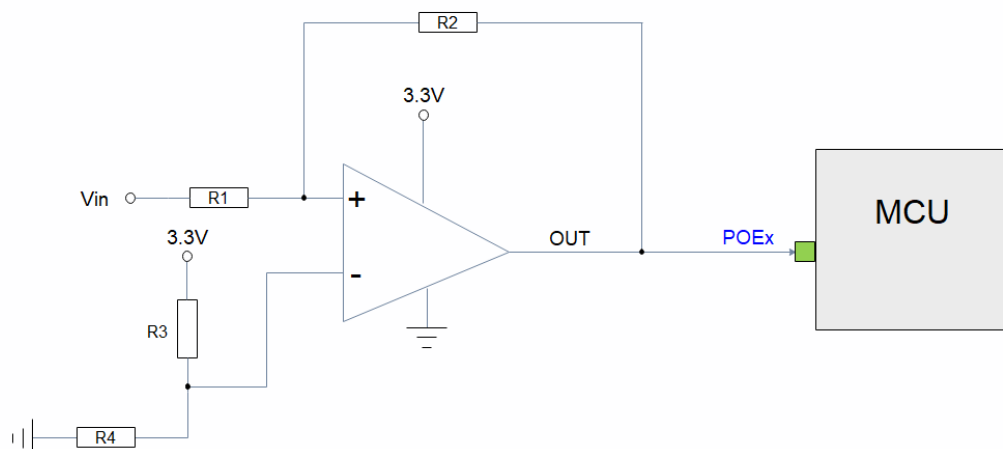 R2
3.3V
Vin
R1
+
3.3V
-
OUT
POEx
MCU
R3
R4